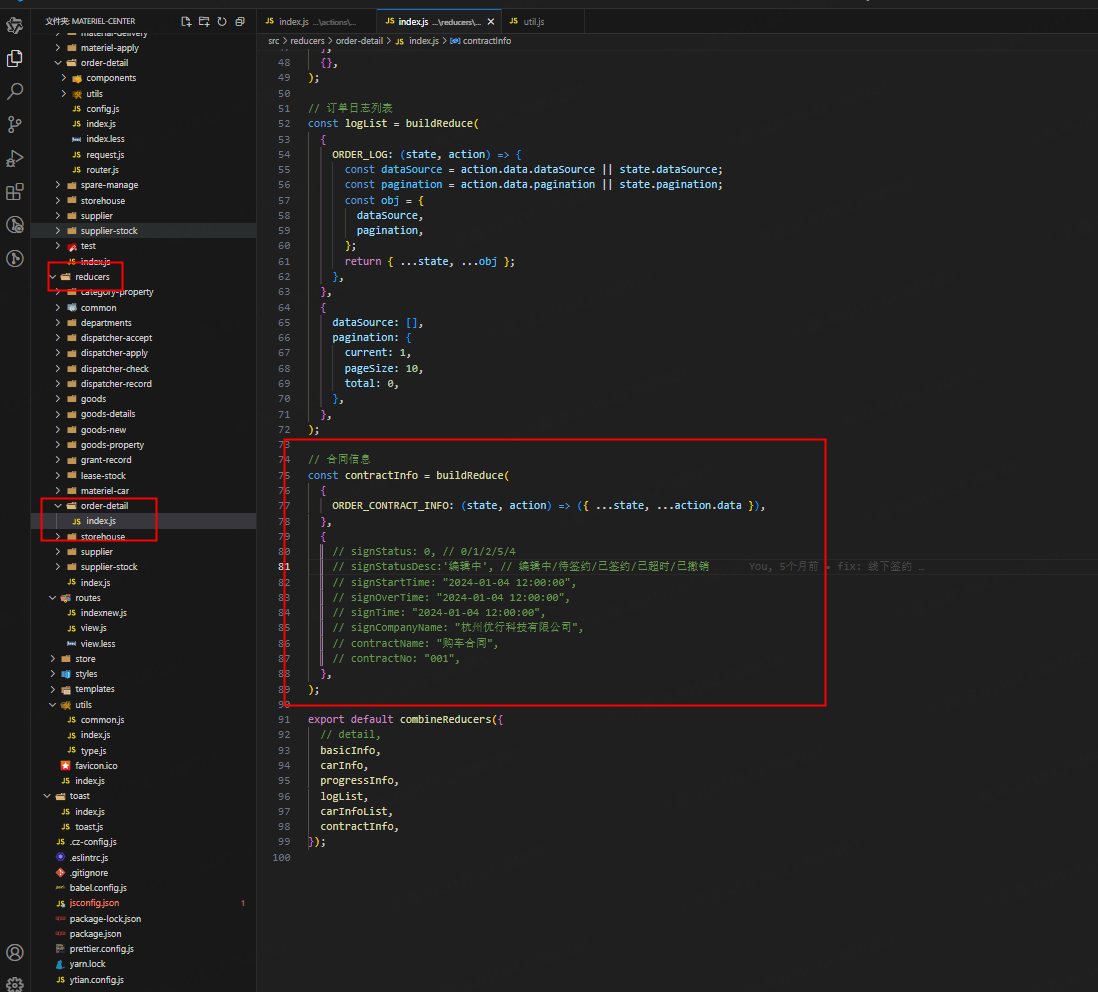 文件夹: MATERIEL-CENTER
material-delivery
materiel-apply
order-detail
components
utils
config.js
index.js
index.less
request.js
router.js
spare-manage
storehouse
supplier
supplier-stock
test
index.js
reducers
category-property
common
departments
dispatcher-accept
dispatcher-apply
dispatcher-check
dispatcher-record
goods
goods-details
goods-new
goods-property
grant-record
lease-stock
materiel-car
order-detail
index.js
storehouse
supplier
supplier-stock
index.js
routes
indexnew.js
view.js
view.less
store
styles
templates
utils
common.js
index.js
type.js
favicon.ico
index.js
toast
index.js
toast.js
.cz-config.js
.eslintrc.js
.gitignore
babel.config.js
jsconfig.json 1
package-lock.json
package.json
prettier.config.js
yarn.lock
ytian.config.js
index.js ...\actions\...
index.js ...\reducers\...
util.js
src > reducers > order-detail > JS index.js > contractInfo
47 },
48 {},
49 );
50
51 // 订单日志列表
52 const logList = buildReduce(
53 {
54 ORDER_LOG: (state, action) => {
55 const dataSource = action.data.dataSource || state.dataSource;
56 const pagination = action.data.pagination || state.pagination;
57 const obj = {
58 dataSource,
59 pagination,
60 };
61 return { ...state, ...obj };
62 },
63 },
64 {
65 dataSource: [],
66 pagination: {
67 current: 1,
68 pageSize: 10,
69 total: 0,
70 },
71 },
72 );
73
74 // 合同信息
75 const contractInfo = buildReduce(
76 {
77 ORDER_CONTRACT_INFO: (state, action) => ({ ...state, ...action.data }),
78 },
79 {
80 // signStatus: 0, // 0/1/2/5/4
81 // signStatusDesc:'编辑中', // 编辑中/待签约/已签约/已超时/已撤销 You, 5个月前 • fix: 线下签约 …
82 // signStartTime: "2024-01-04 12:00:00",
83 // signOverTime: "2024-01-04 12:00:00",
84 // signTime: "2024-01-04 12:00:00",
85 // signCompanyName: "杭州优行科技有限公司",
86 // contractName: "购车合同",
87 // contractNo: "001",
88 },
89 );
90
91 export default combineReducers({
92 // detail,
93 basicInfo,
94 carInfo,
95 progressInfo,
96 logList,
97 carInfoList,
98 contractInfo,
99 });
100